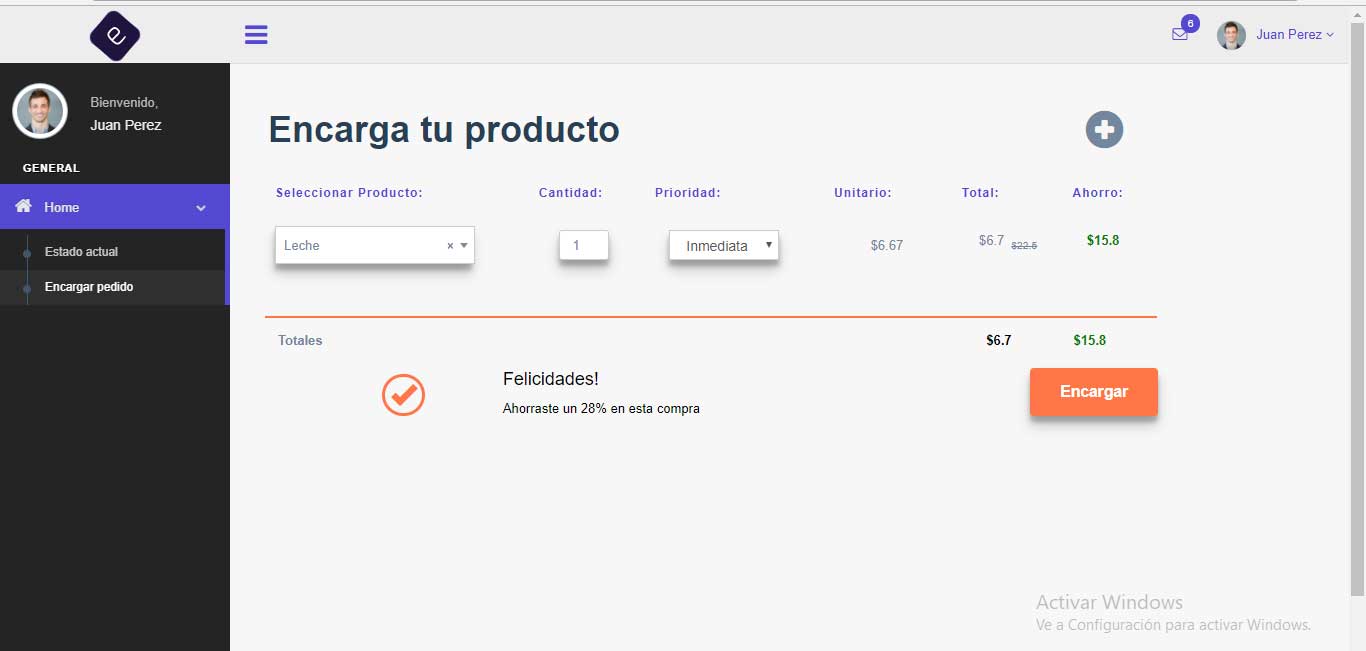 e
6
Juan Perez
Bienvenido,
Juan Perez
GENERAL
Home
Estado actual
Encargar pedido
Encarga tu producto
Seleccionar Producto: Cantidad: Prioridad: Unitario: Total: Ahorro:
Leche × 1 Inmediata $6.67 $6.7 $22.5 $15.8
Totales $6.7 $15.8
Felicidades!
Ahorraste un 28% en esta compra
Encargar
Activar Windows
Ve a Configuración para activar Windows.